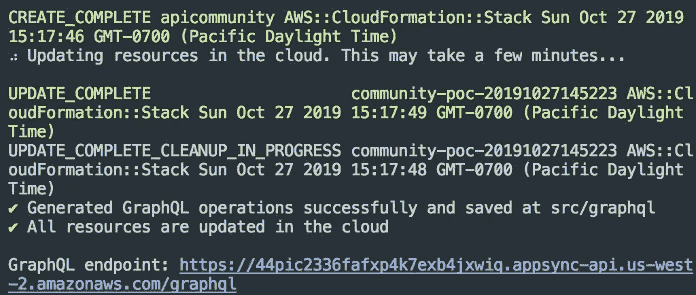 CREATE_COMPLETE apicommunity AWS::CloudFormation::Stack Sun Oct 27 2019
15:17:46 GMT-0700 (Pacific Daylight Time)
⠴ Updating resources in the cloud. This may take a few minutes...
UPDATE_COMPLETE community-poc-20191027145223 AWS::Cl
oudFormation::Stack Sun Oct 27 2019 15:17:49 GMT-0700 (Pacific Daylight
Time)
UPDATE_COMPLETE_CLEANUP_IN_PROGRESS community-poc-20191027145223 AWS::Cl
oudFormation::Stack Sun Oct 27 2019 15:17:48 GMT-0700 (Pacific Daylight
Time)
✔ Generated GraphQL operations successfully and saved at src/graphql
✔ All resources are updated in the cloud
GraphQL endpoint: https://44pic2336fafxp4k7exb4jxwiq.appsync-api.us-west
-2.amazonaws.com/graphql